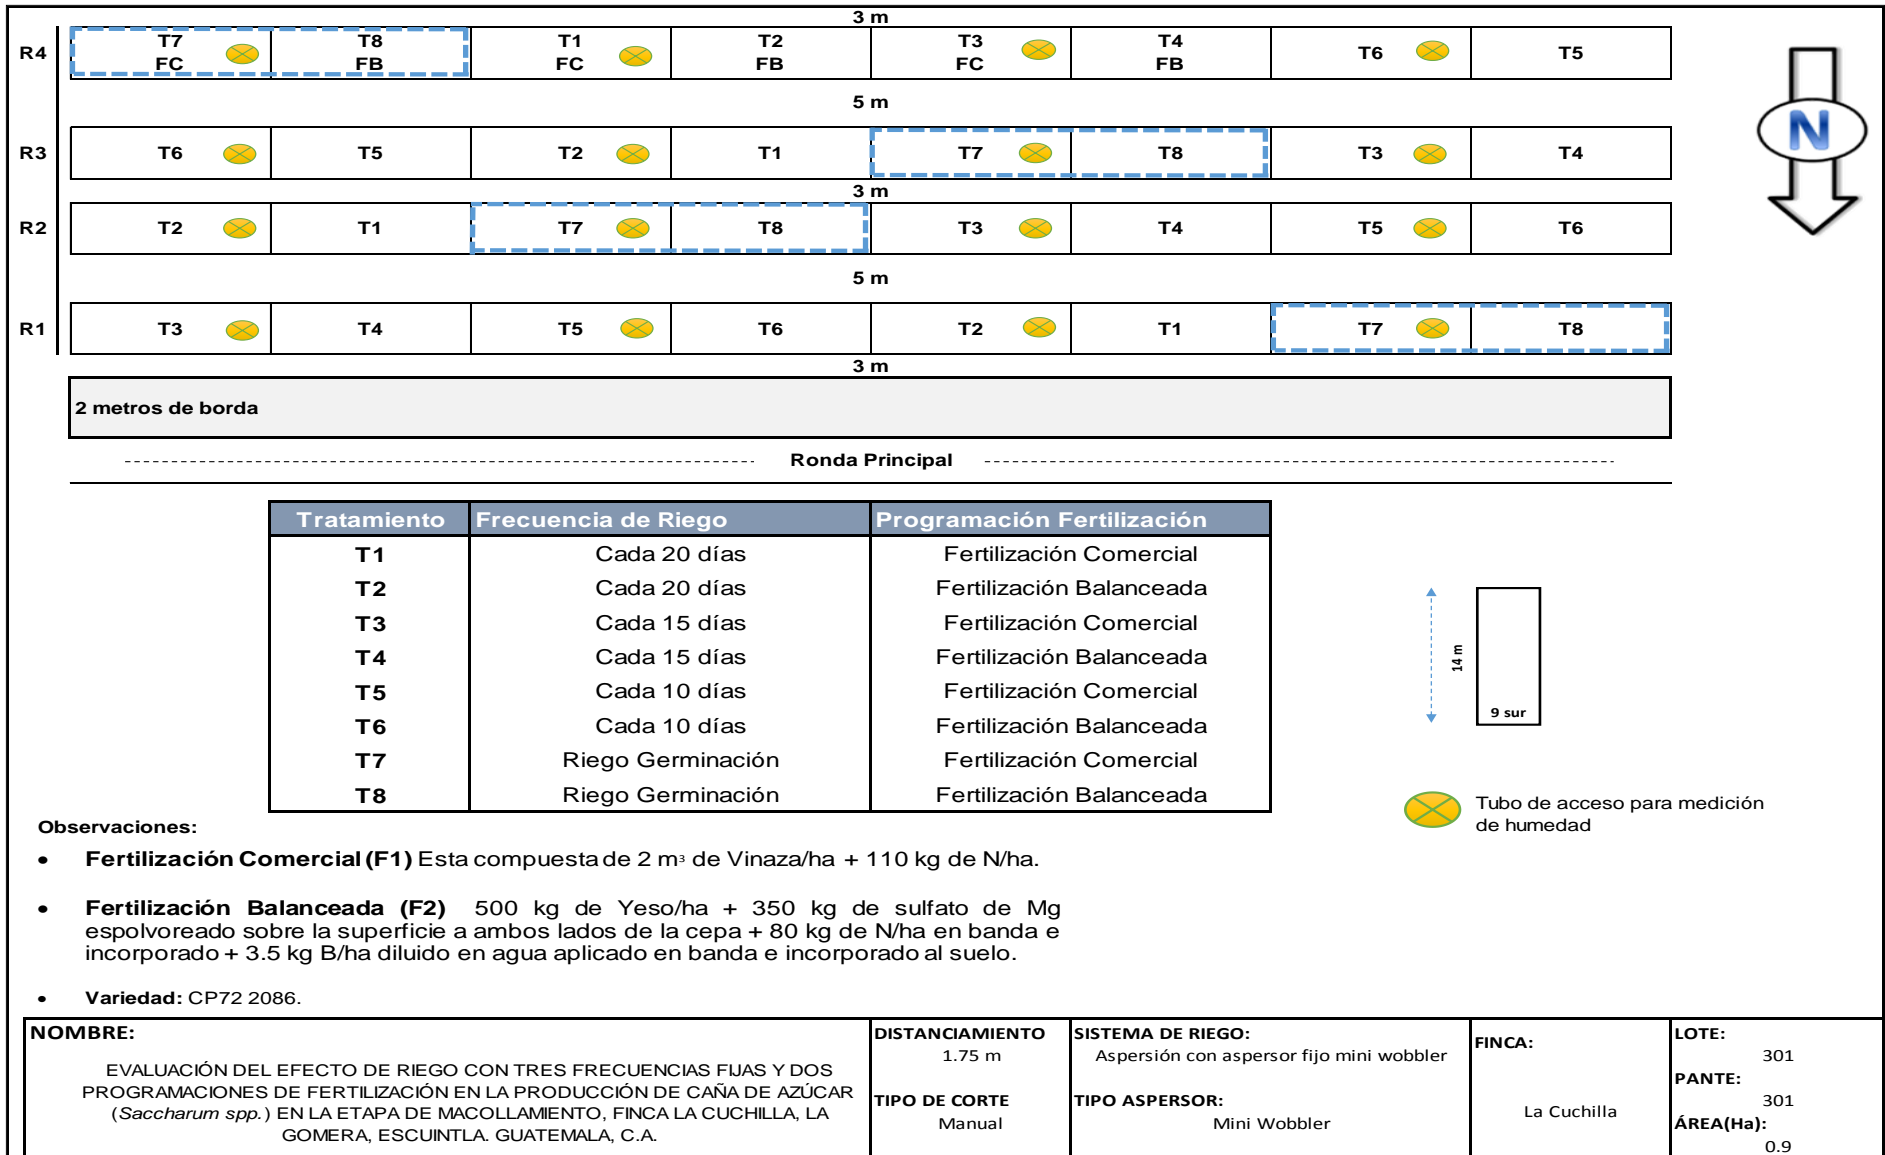 3 m
R4
T7
FC
T8
FB
T1
FC
T2
FB
T3
FC
T4
FB
T6
T5
5 m
R3
T6
T5
T2
T1
T7
T8
T3
T4
3 m
R2
T2
T1
T7
T8
T3
T4
T5
T6
5 m
R1
T3
T4
T5
T6
T2
T1
T7
T8
3 m
N
2 metros de borda
Ronda Principal
Tratamiento Frecuencia de Riego Programación Fertilización
T1 Cada 20 días Fertilización Comercial
T2 Cada 20 días Fertilización Balanceada
T3 Cada 15 días Fertilización Comercial
T4 Cada 15 días Fertilización Balanceada
T5 Cada 10 días Fertilización Comercial
T6 Cada 10 días Fertilización Balanceada
T7 Riego Germinación Fertilización Comercial
T8 Riego Germinación Fertilización Balanceada
14 m
9 sur
Tubo de acceso para medición
de humedad
Observaciones:
• Fertilización Comercial (F1) Esta compuesta de 2 m³ de Vinaza/ha + 110 kg de N/ha.
• Fertilización Balanceada (F2) 500 kg de Yeso/ha + 350 kg de sulfato de Mg
espolvoreado sobre la superficie a ambos lados de la cepa + 80 kg de N/ha en banda e
incorporado + 3.5 kg B/ha diluido en agua aplicado en banda e incorporado al suelo.
• Variedad: CP72 2086.
NOMBRE:
EVALUACIÓN DEL EFECTO DE RIEGO CON TRES FRECUENCIAS FIJAS Y DOS
PROGRAMACIONES DE FERTILIZACIÓN EN LA PRODUCCIÓN DE CAÑA DE AZÚCAR
(Saccharum spp.) EN LA ETAPA DE MACOLLAMIENTO, FINCA LA CUCHILLA, LA
GOMERA, ESCUINTLA. GUATEMALA, C.A.
DISTANCIAMIENTO
1.75 m
TIPO DE CORTE
Manual
SISTEMA DE RIEGO:
Aspersión con aspersor fijo mini wobbler
TIPO ASPERSOR:
Mini Wobbler
FINCA:
La Cuchilla
LOTE:
301
PANTE:
301
ÁREA(Ha):
0.9